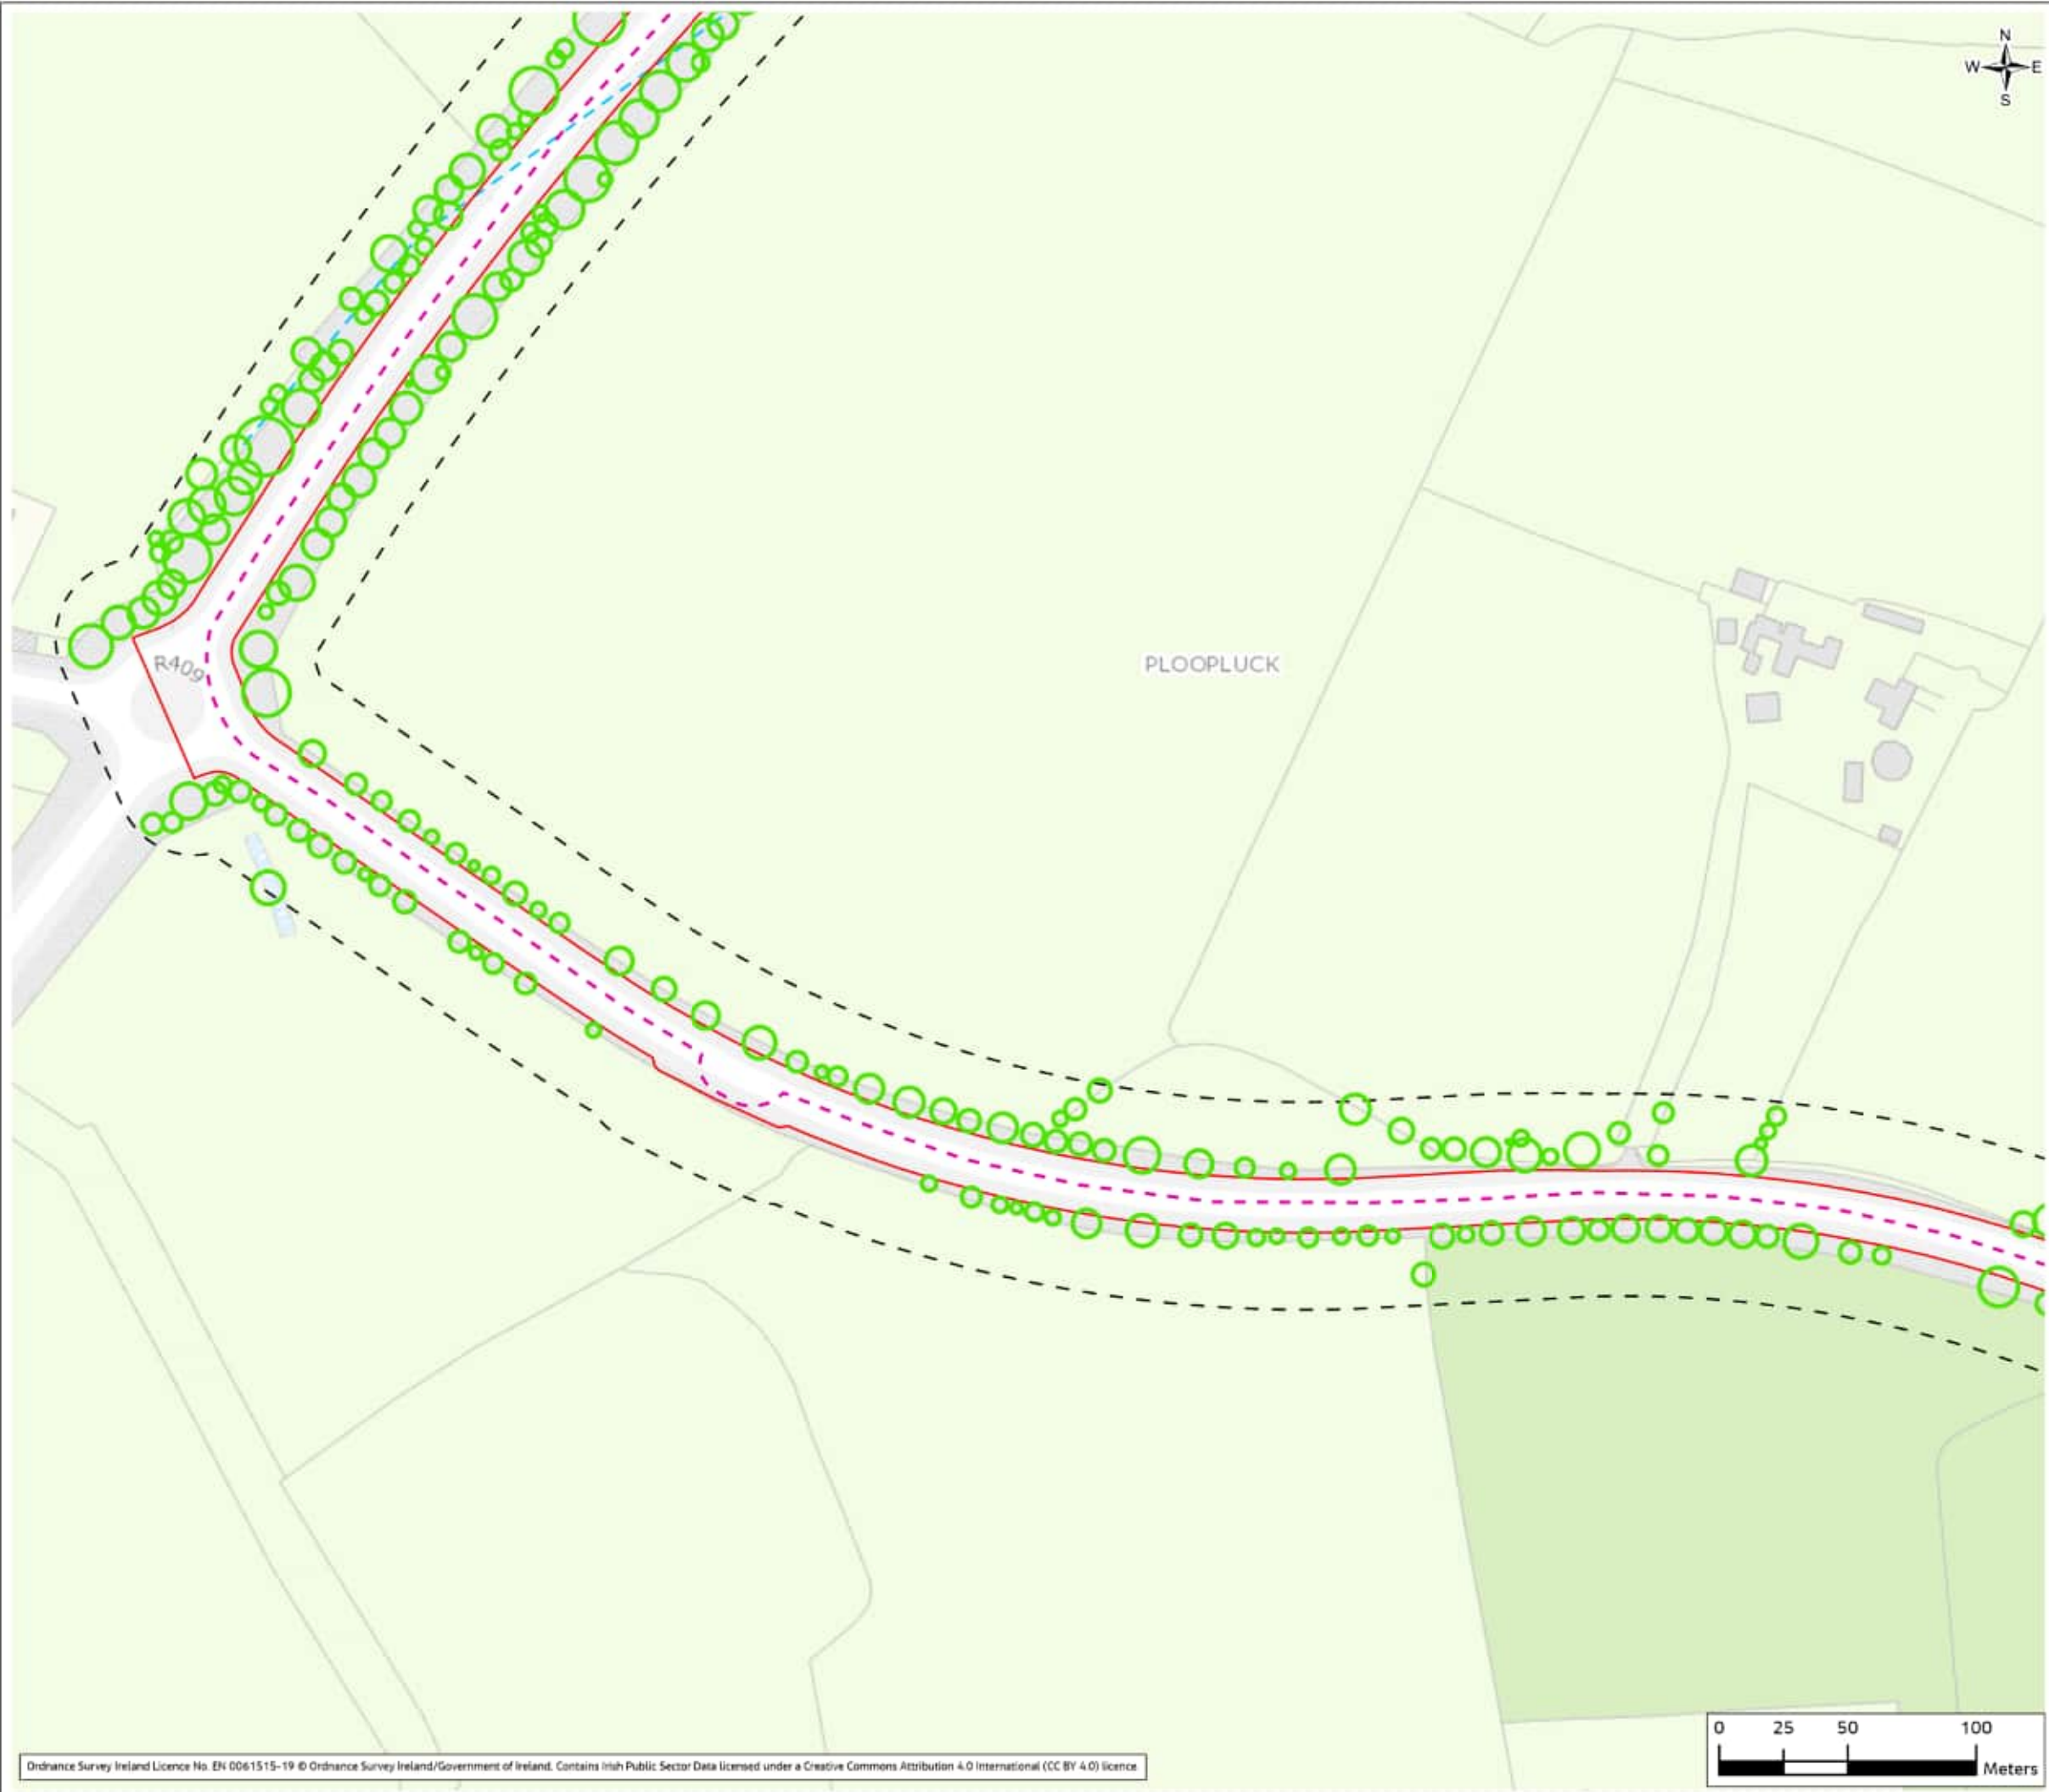 N
W E
S
R409
PLOOPLUCK
0 25 50 100
Meters
Ordnance Survey Ireland Licence No. EN 0061515-19 © Ordnance Survey Ireland/Government of Ireland. Contains Irish Public Sector Data licensed under a Creative Commons Attribution 4.0 International (CC BY 4.0) licence